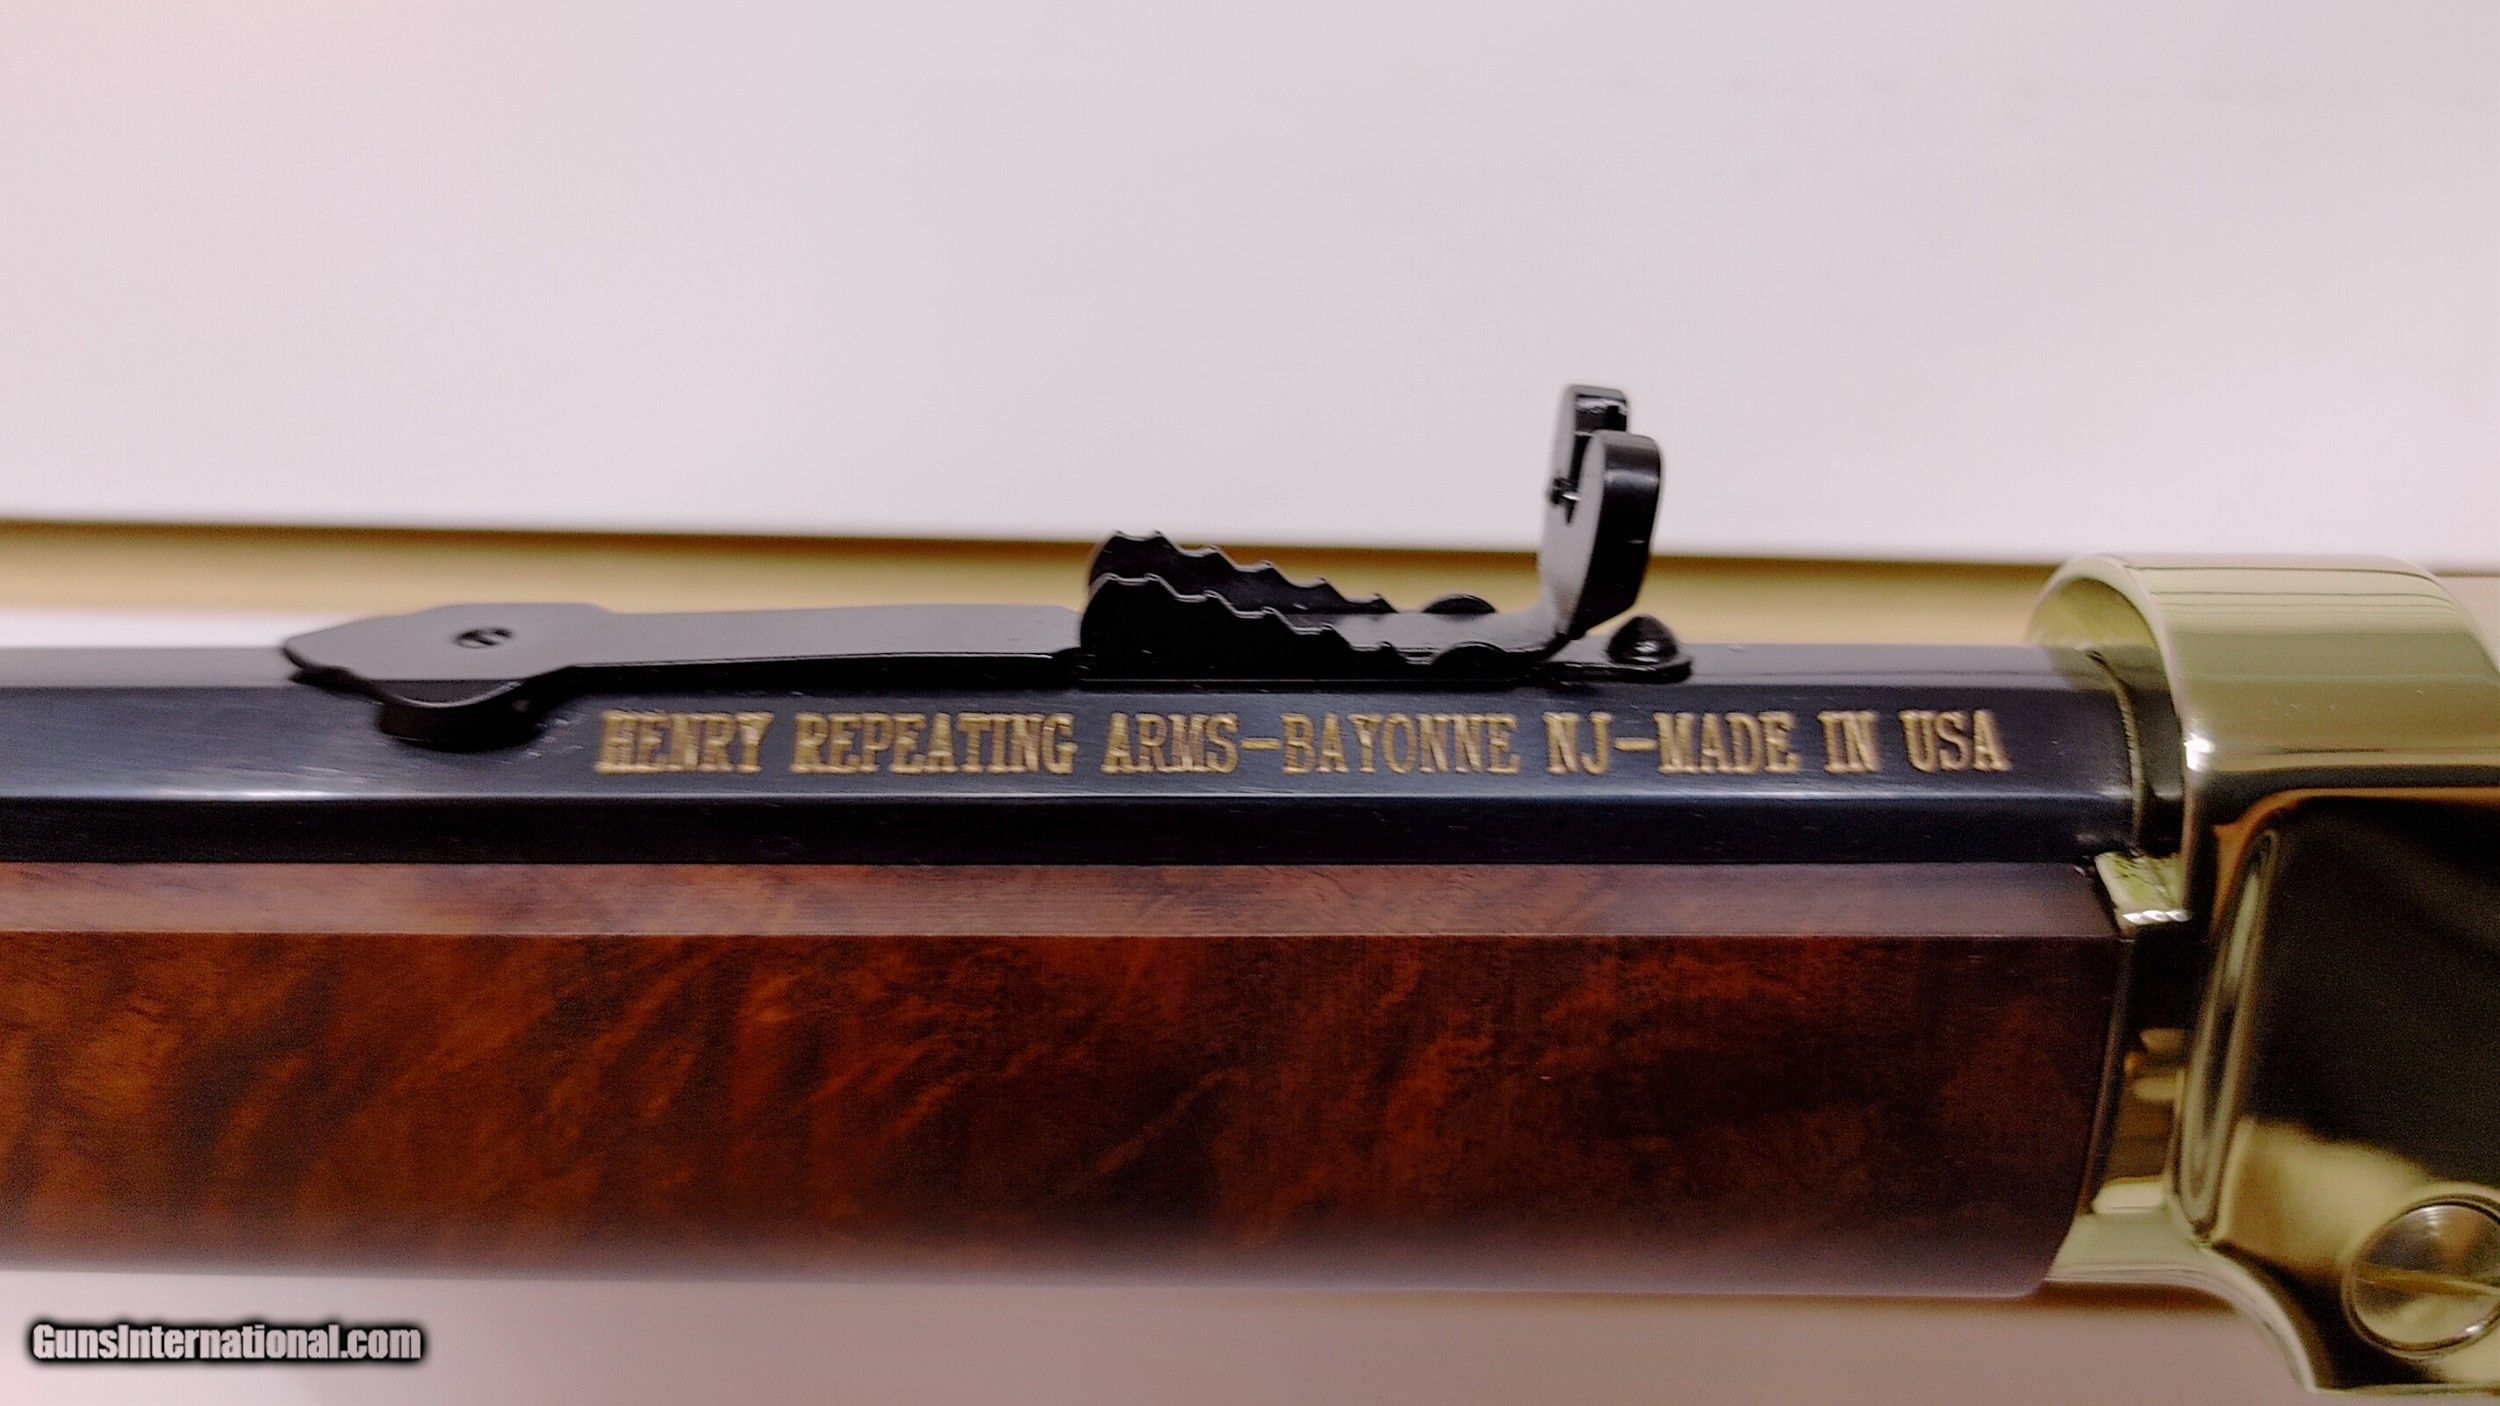 HENRY REPEATING ARMS-BAYONNE NJ-MADE IN USA
GunsInternational.com